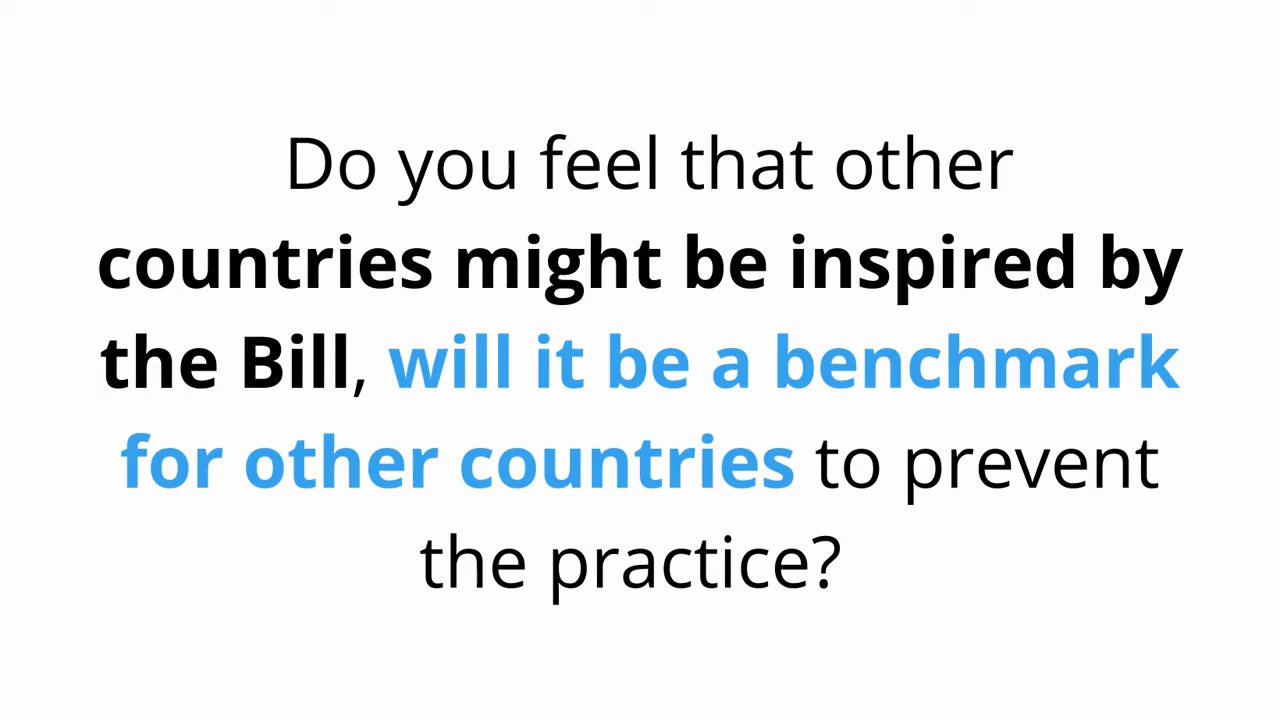 Do you feel that other
countries might be inspired by
the Bill, will it be a benchmark
for other countries to prevent
the practice?